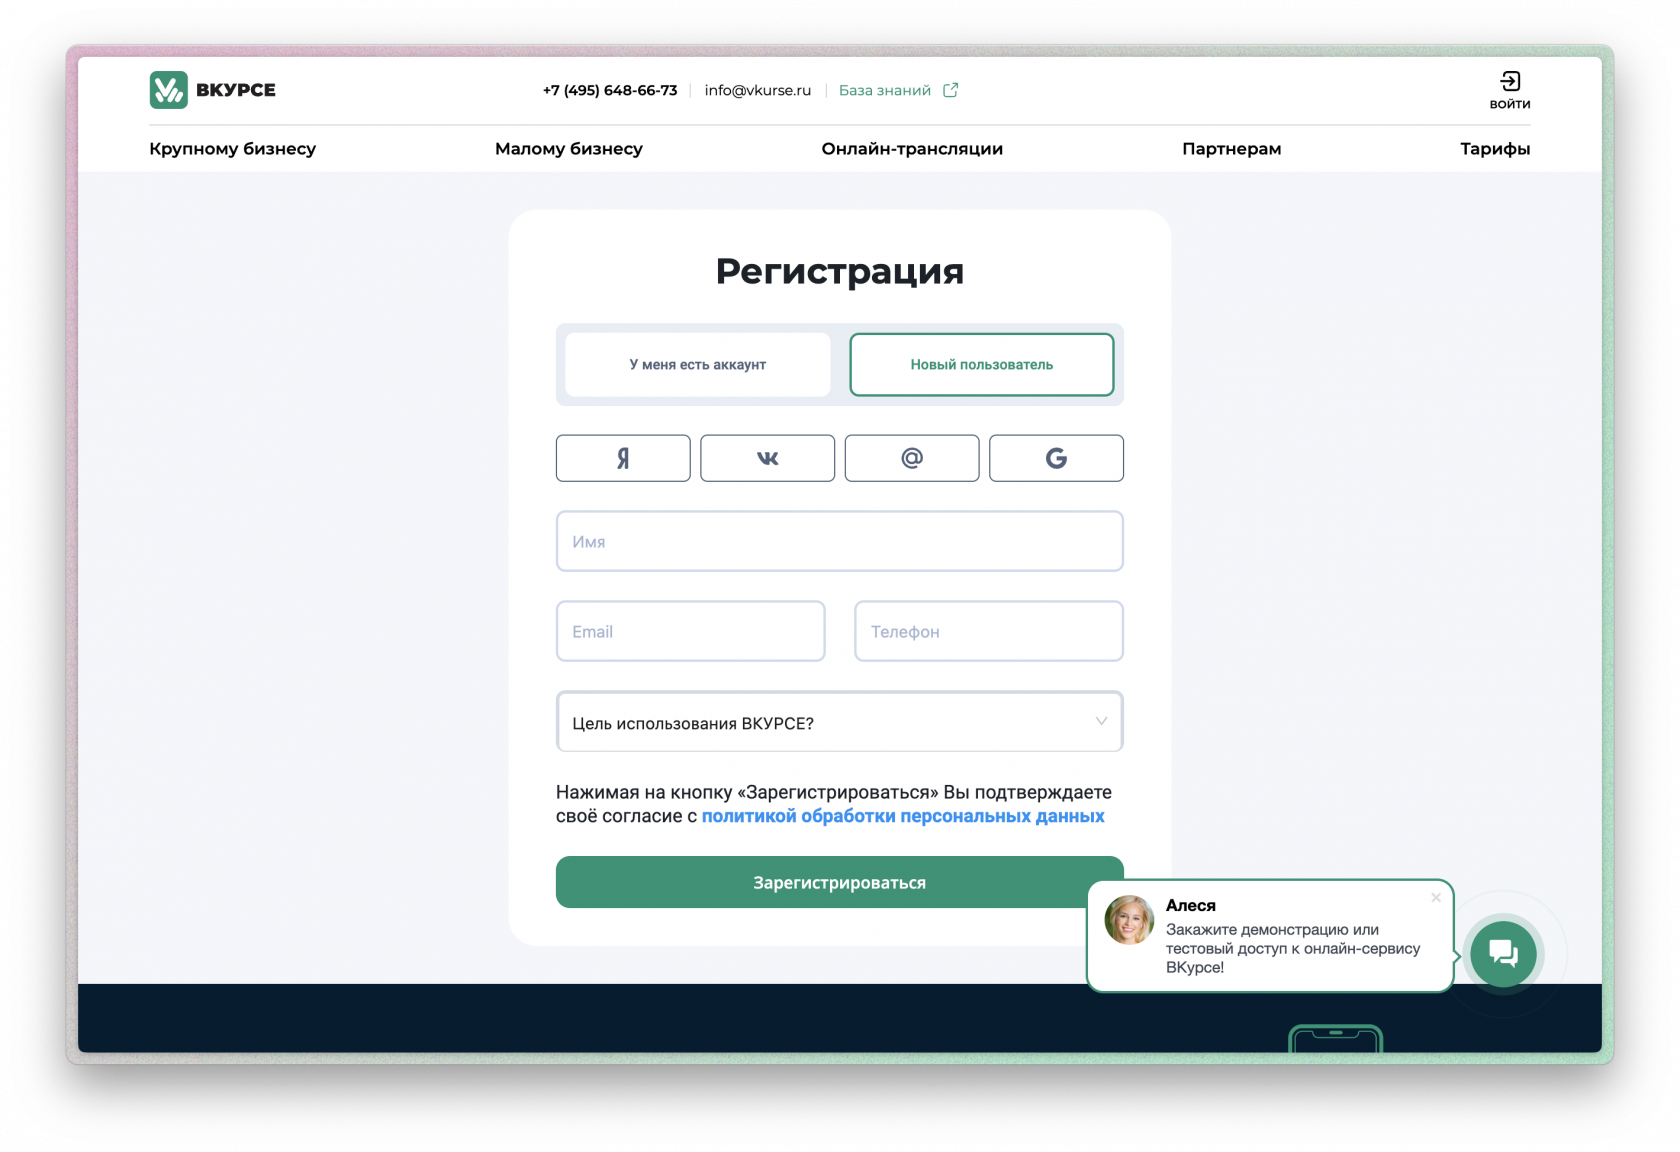 ВКУРСЕ
+7 (495) 648-66-73
info@vkurse.ru
База знаний
ВОЙТИ
Крупному бизнесу
Малому бизнесу
Онлайн-трансляции
Партнерам
Тарифы
Регистрация
У меня есть аккаунт
Новый пользователь
Я
@
G
Имя
Email
Телефон
Цель использования ВКУРСЕ?
Нажимая на кнопку «Зарегистрироваться» Вы подтверждаете
своё согласие с политикой обработки персональных данных
Зарегистрироваться
Алеся
Закажите демонстрацию или
тестовый доступ к онлайн-сервису
ВКурсе!